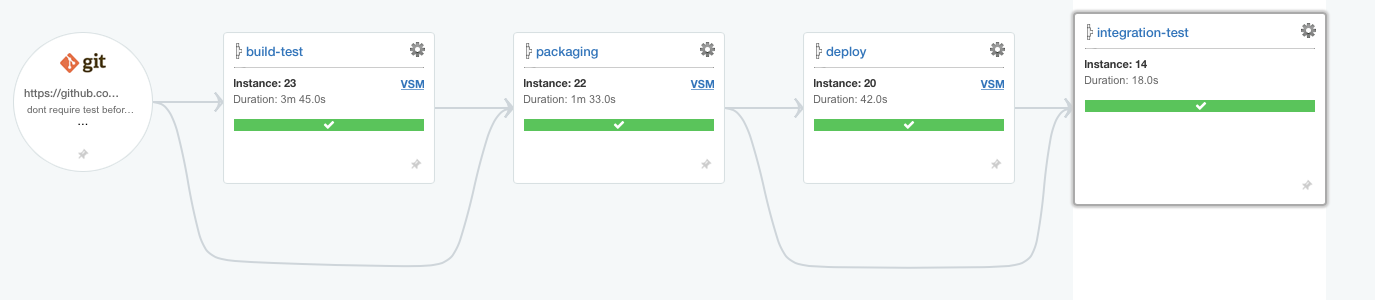 git
https://github.co...
dont require test befor...
...
build-test
Instance: 23
VSM
Duration: 3m 45.0s
packaging
Instance: 22
VSM
Duration: 1m 33.0s
deploy
Instance: 20
VSM
Duration: 42.0s
integration-test
Instance: 14
Duration: 18.0s